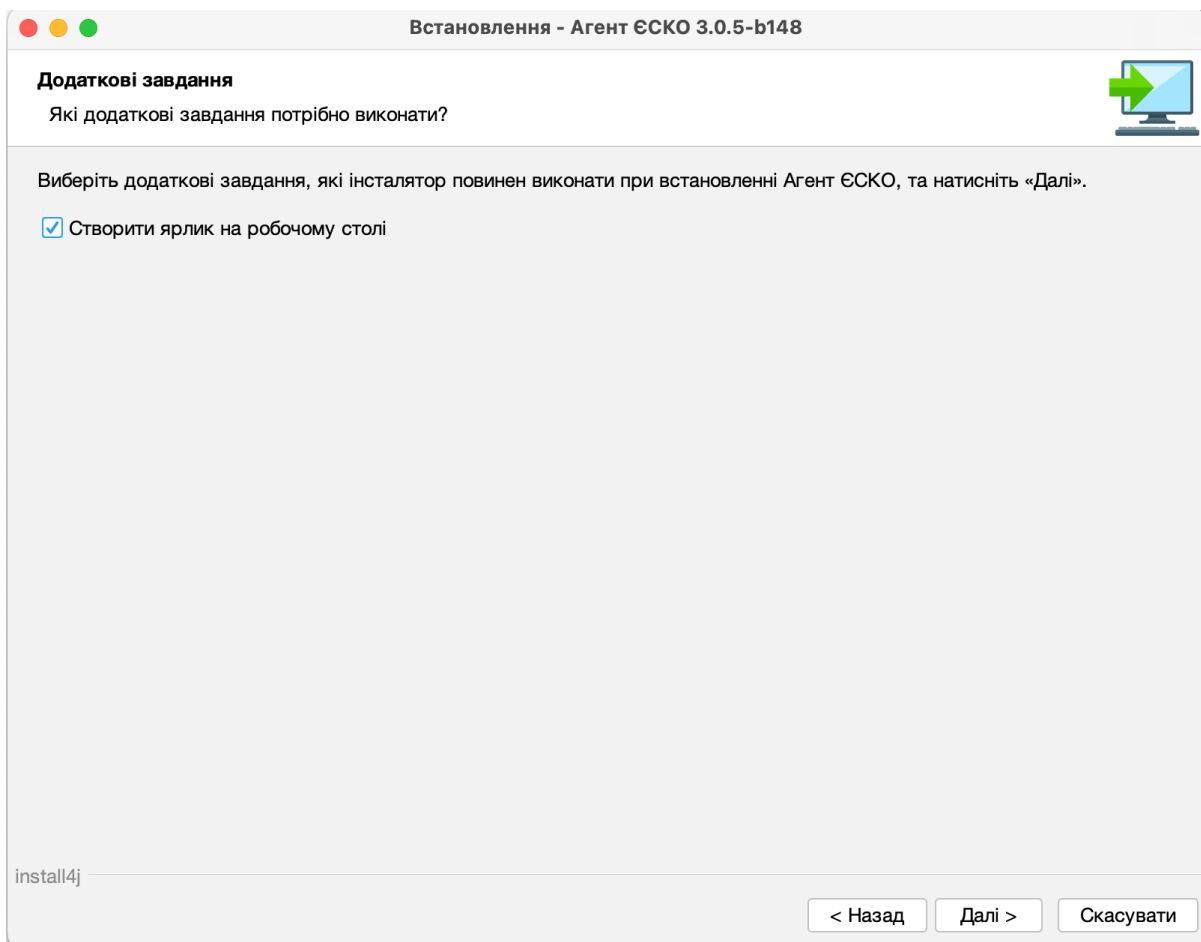 Встановлення - Агент ЄСКО 3.0.5-b148
Додаткові завдання
Які додаткові завдання потрібно виконати?
Виберіть додаткові завдання, які інсталятор повинен виконати при встановленні Агент ЄСКО, та натисніть «Далі».
Створити ярлик на робочому столі
install4j
< Назад
Далі >
Скасувати